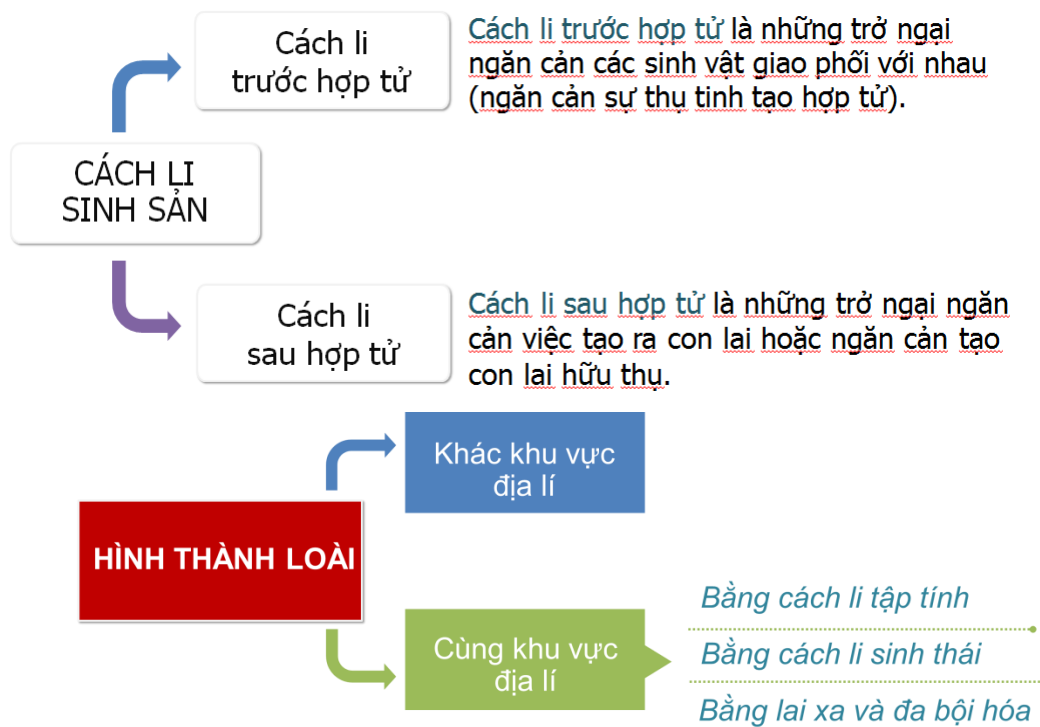 Cách li
trước hợp tử
Cách li trước hợp tử là những trở ngại
ngăn cản các sinh vật giao phối với nhau
(ngăn cản sự thụ tinh tạo hợp tử).
CÁCH LI
SINH SẢN
Cách li
sau hợp tử
Cách li sau hợp tử là những trở ngại ngăn
cản việc tạo ra con lai hoặc ngăn cản tạo
con lai hữu thụ.
Khác khu vực
địa lí
HÌNH THÀNH LOÀI
Cùng khu vực
địa lí
Bằng cách li tập tính
Bằng cách li sinh thái
Bằng lai xa và đa bội hóa